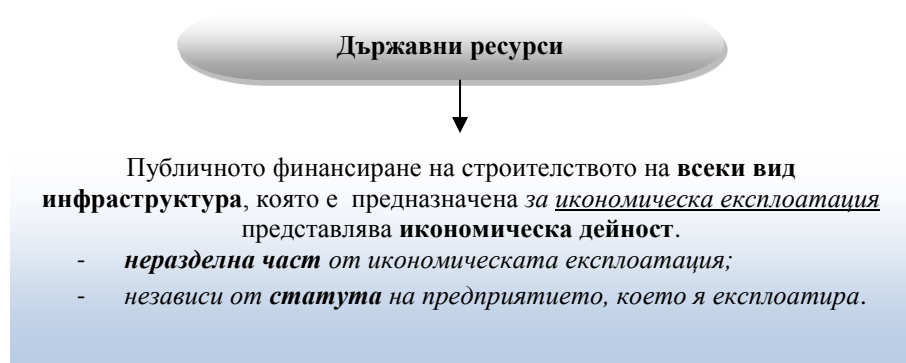 Държавни ресурси
Публичното финансиране на строителството на всеки вид
инфраструктура, която е предназначена за икономическа експлоатация
представлява икономическа дейност.
- неразделна част от икономическата експлоатация;
- независи от статута на предприятието, което я експлоатира.